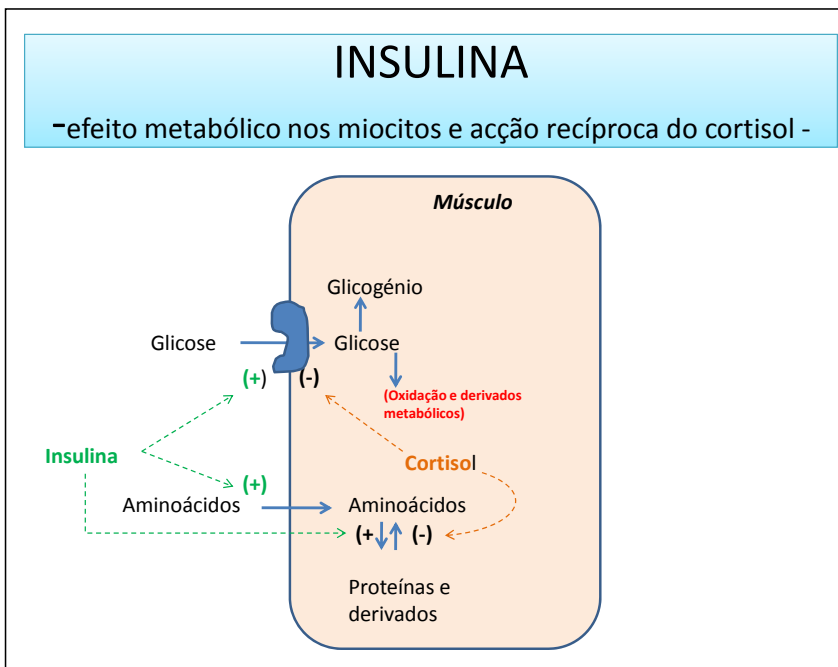 INSULINA
-efeito metabólico nos miocitos e acção recíproca do cortisol -
Músculo
Glicogénio
Glicose
Glicose
(+)
(-)
(Oxidação e derivados
metabólicos)
Insulina
Cortisol
(+)
Aminoácidos
Aminoácidos
(+
(-)
Proteínas e
derivados